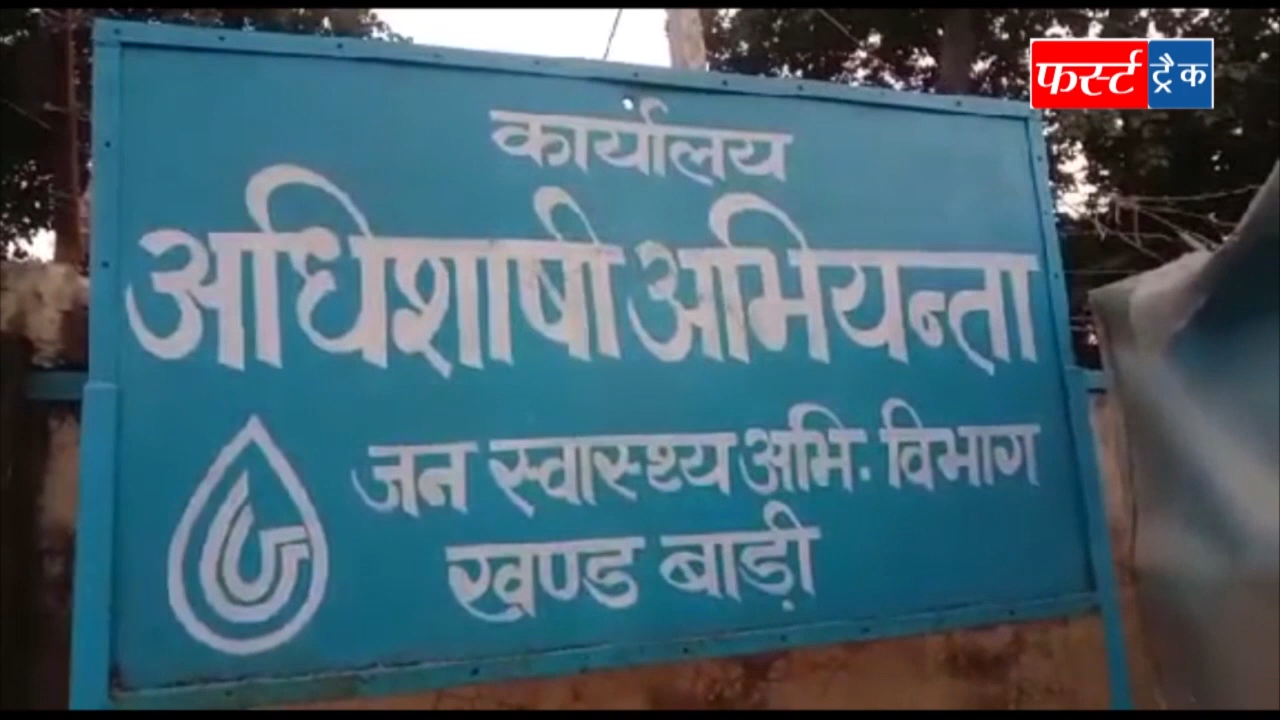 फर्स्ट ट्रैक
कार्यालय
अधिशाषी अभियन्ता
जन स्वास्थ्य अभि. विभाग
खण्ड बाड़ी